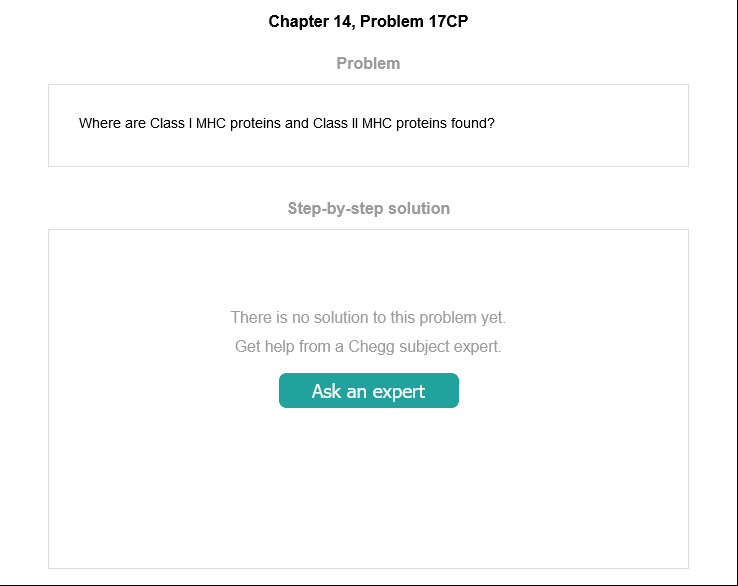 Chapter 14, Problem 17CP
Problem
Where are Class I MHC proteins and Class II MHC proteins found?
Step-by-step solution
There is no solution to this problem yet.
Get help from a Chegg subject expert.
Ask an expert